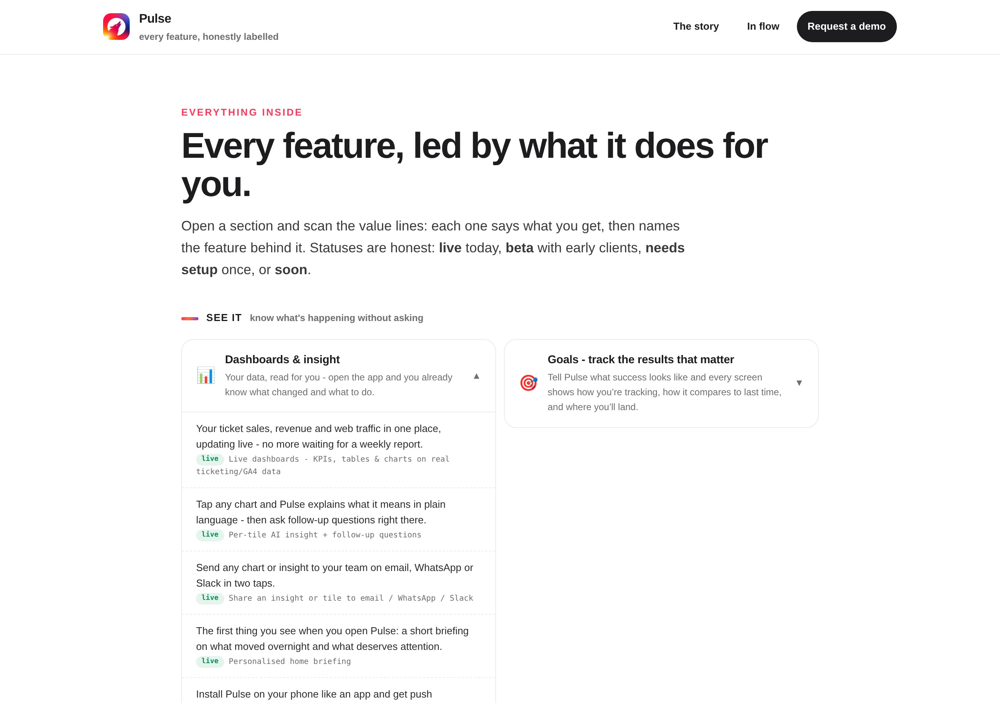 Pulse
every feature, honestly labelled
The story
In flow
Request a demo
EVERYTHING INSIDE
Every feature, led by what it does for
you.
Open a section and scan the value lines: each one says what you get, then names
the feature behind it. Statuses are honest: live today, beta with early clients, needs
setup once, or soon.
SEE IT know what's happening without asking
Dashboards & insight
Your data, read for you - open the app and you already
know what changed and what to do.
Your ticket sales, revenue and web traffic in one place,
updating live - no more waiting for a weekly report.
live Live dashboards - KPIs, tables & charts on real
ticketing/GA4 data
Tap any chart and Pulse explains what it means in plain
language - then ask follow-up questions right there.
live Per-tile AI insight + follow-up questions
Send any chart or insight to your team on email, WhatsApp or
Slack in two taps.
live Share an insight or tile to email / WhatsApp / Slack
The first thing you see when you open Pulse: a short briefing
on what moved overnight and what deserves attention.
live Personalised home briefing
Install Pulse on your phone like an app and get push
Goals - track the results that matter
Tell Pulse what success looks like and every screen
shows how you’re tracking, how it compares to last time,
and where you’ll land.